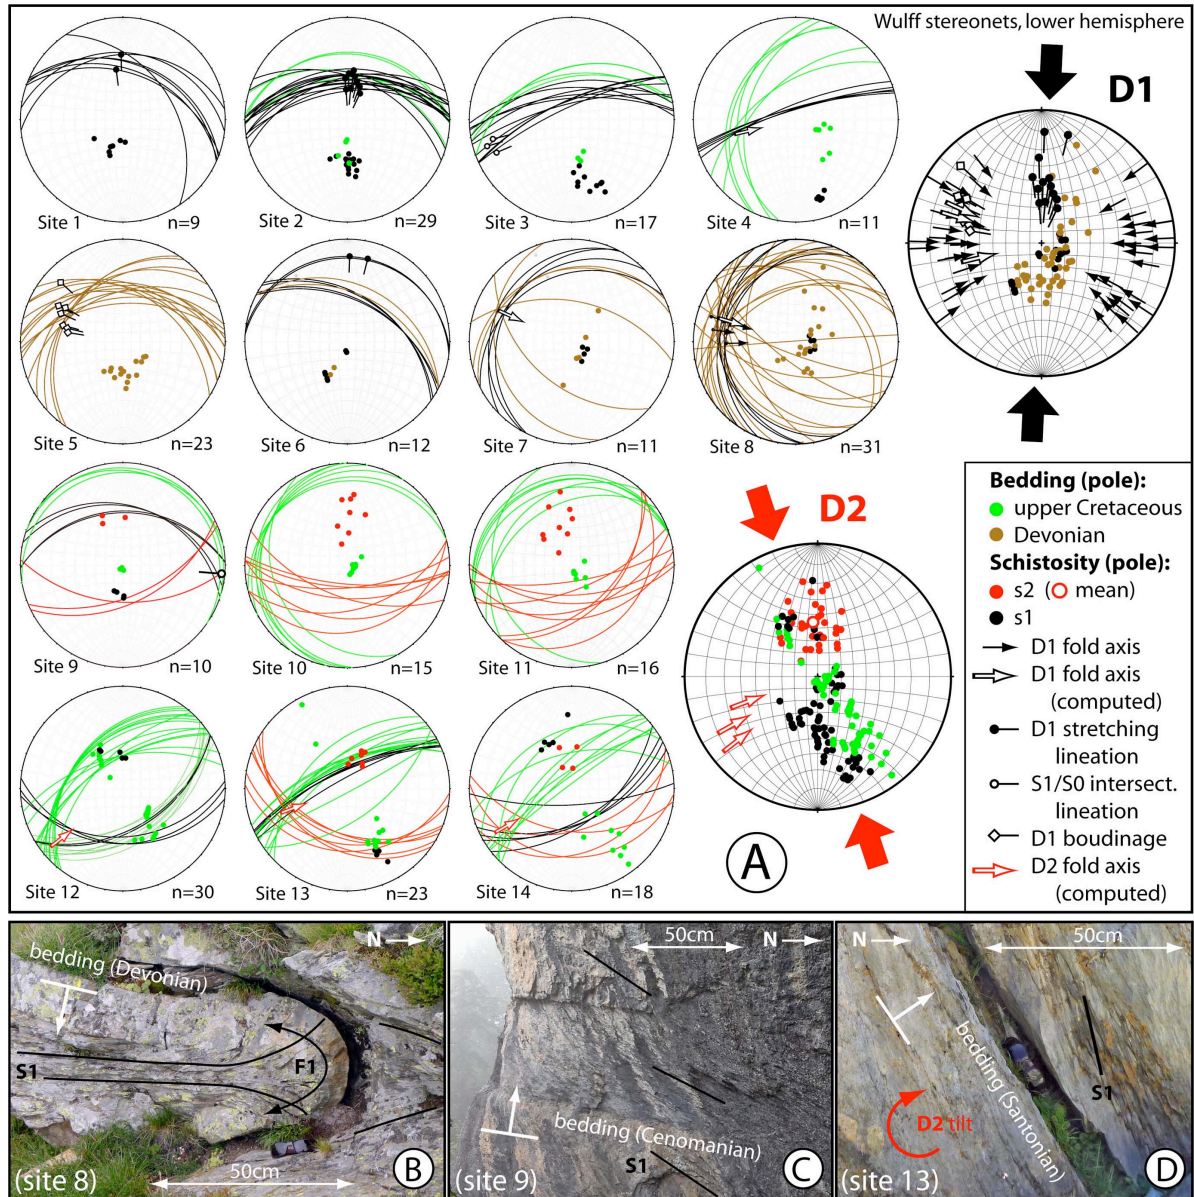 Wulff stereonets, lower hemisphere
D1
Site 1 n=9
Site 2 n=29
Site 3 n=17
Site 4 n=11
Site 5 n=23
Site 6 n=12
Site 7 n=11
Site 8 n=31
Site 9 n=10
Site 10 n=15
Site 11 n=16
Site 12 n=30
Site 13 n=23
Site 14 n=18
D2
A
Bedding (pole):
upper Cretaceous
Devonian
Schistosity (pole):
s2 ( mean)
s1
D1 fold axis
D1 fold axis
(computed)
D1 stretching
lineation
S1/S0 intersect.
lineation
D1 boudinage
D2 fold axis
(computed)
bedding (Devonian)
N
S1
F1
50cm
(site 8)
B
50cm
N
bedding (Cenomanian)
S1
(site 9)
C
N
50cm
bedding (Santonian)
S1
D2 tilt
(site 13)
D